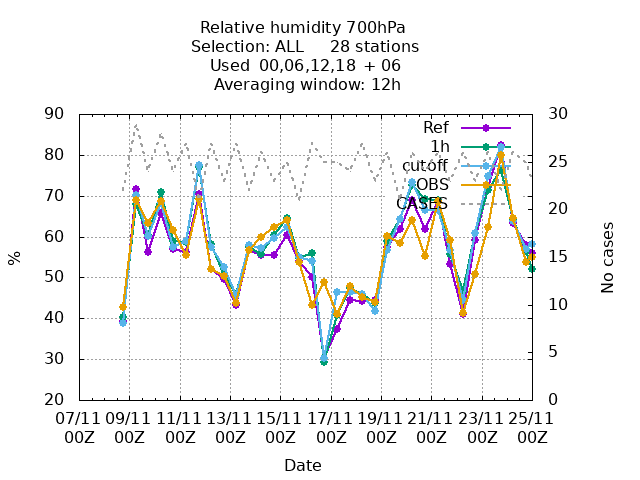 Relative humidity 700hPa
Selection: ALL 28 stations
Used 00,06,12,18 + 06
Averaging window: 12h
90
80
70
60
50
40
30
20
%
30
25
20
15
10
5
0
No cases
Ref
1h
cutoff
OBS
CASES
07/11 09/11 11/11 13/11 15/11 17/11 19/11 21/11 23/11 25/11
00Z 00Z 00Z 00Z 00Z 00Z 00Z 00Z 00Z 00Z
Date